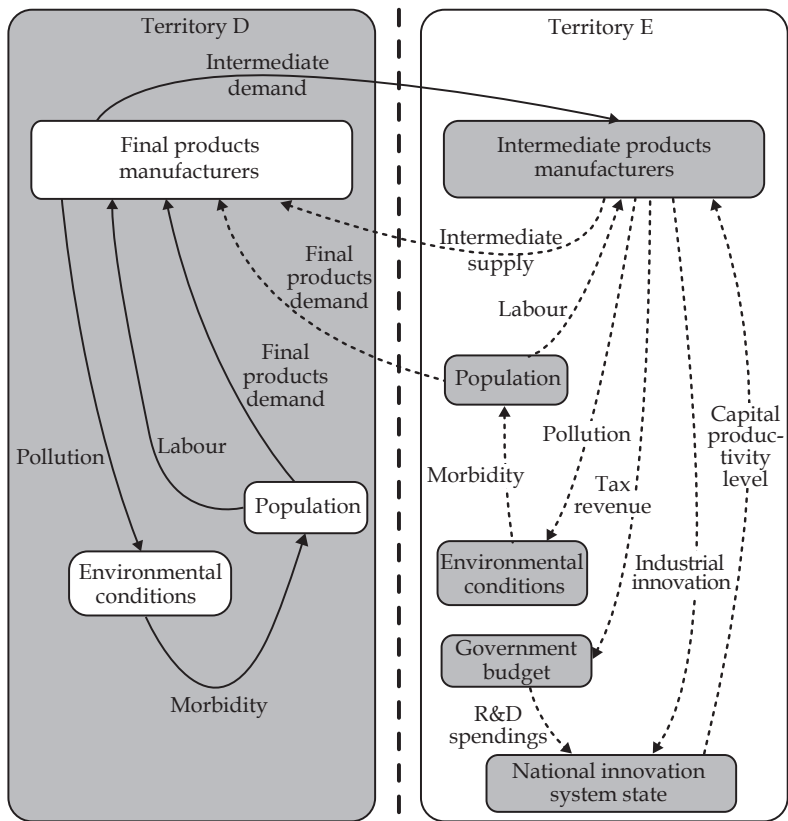 Territory D
Intermediate
demand
Final products
manufacturers
Final
products
demand
Final
products
demand
Pollution
Labour
Population
Environmental
conditions
Morbidity
Territory E
Intermediate products
manufacturers
Intermediate
supply
Labour
Population
Pollution
Morbidity
Tax
revenue
Capital
produc-
tivity
level
Environmental
conditions
Industrial
innovation
Government
budget
R&D
spendings
National innovation
system state